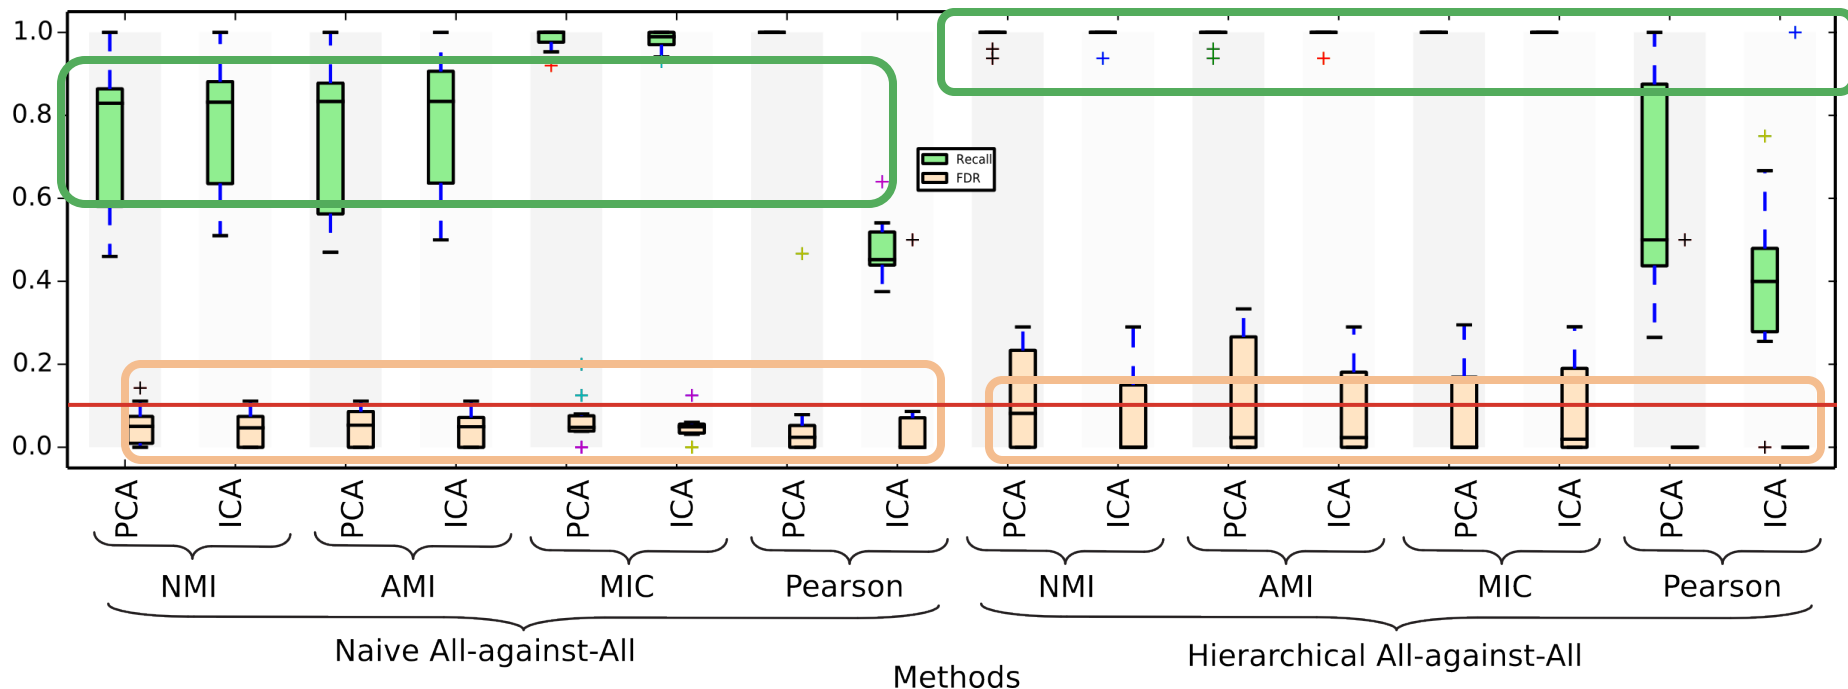 1.0
0.8
0.6
0.4
0.2
0.0
Recall
FDR
PCA ICA PCA ICA PCA ICA PCA ICA PCA ICA PCA ICA PCA ICA PCA ICA
NMI AMI MIC Pearson NMI AMI MIC Pearson
Naive All-against-All Hierarchical All-against-All
Methods